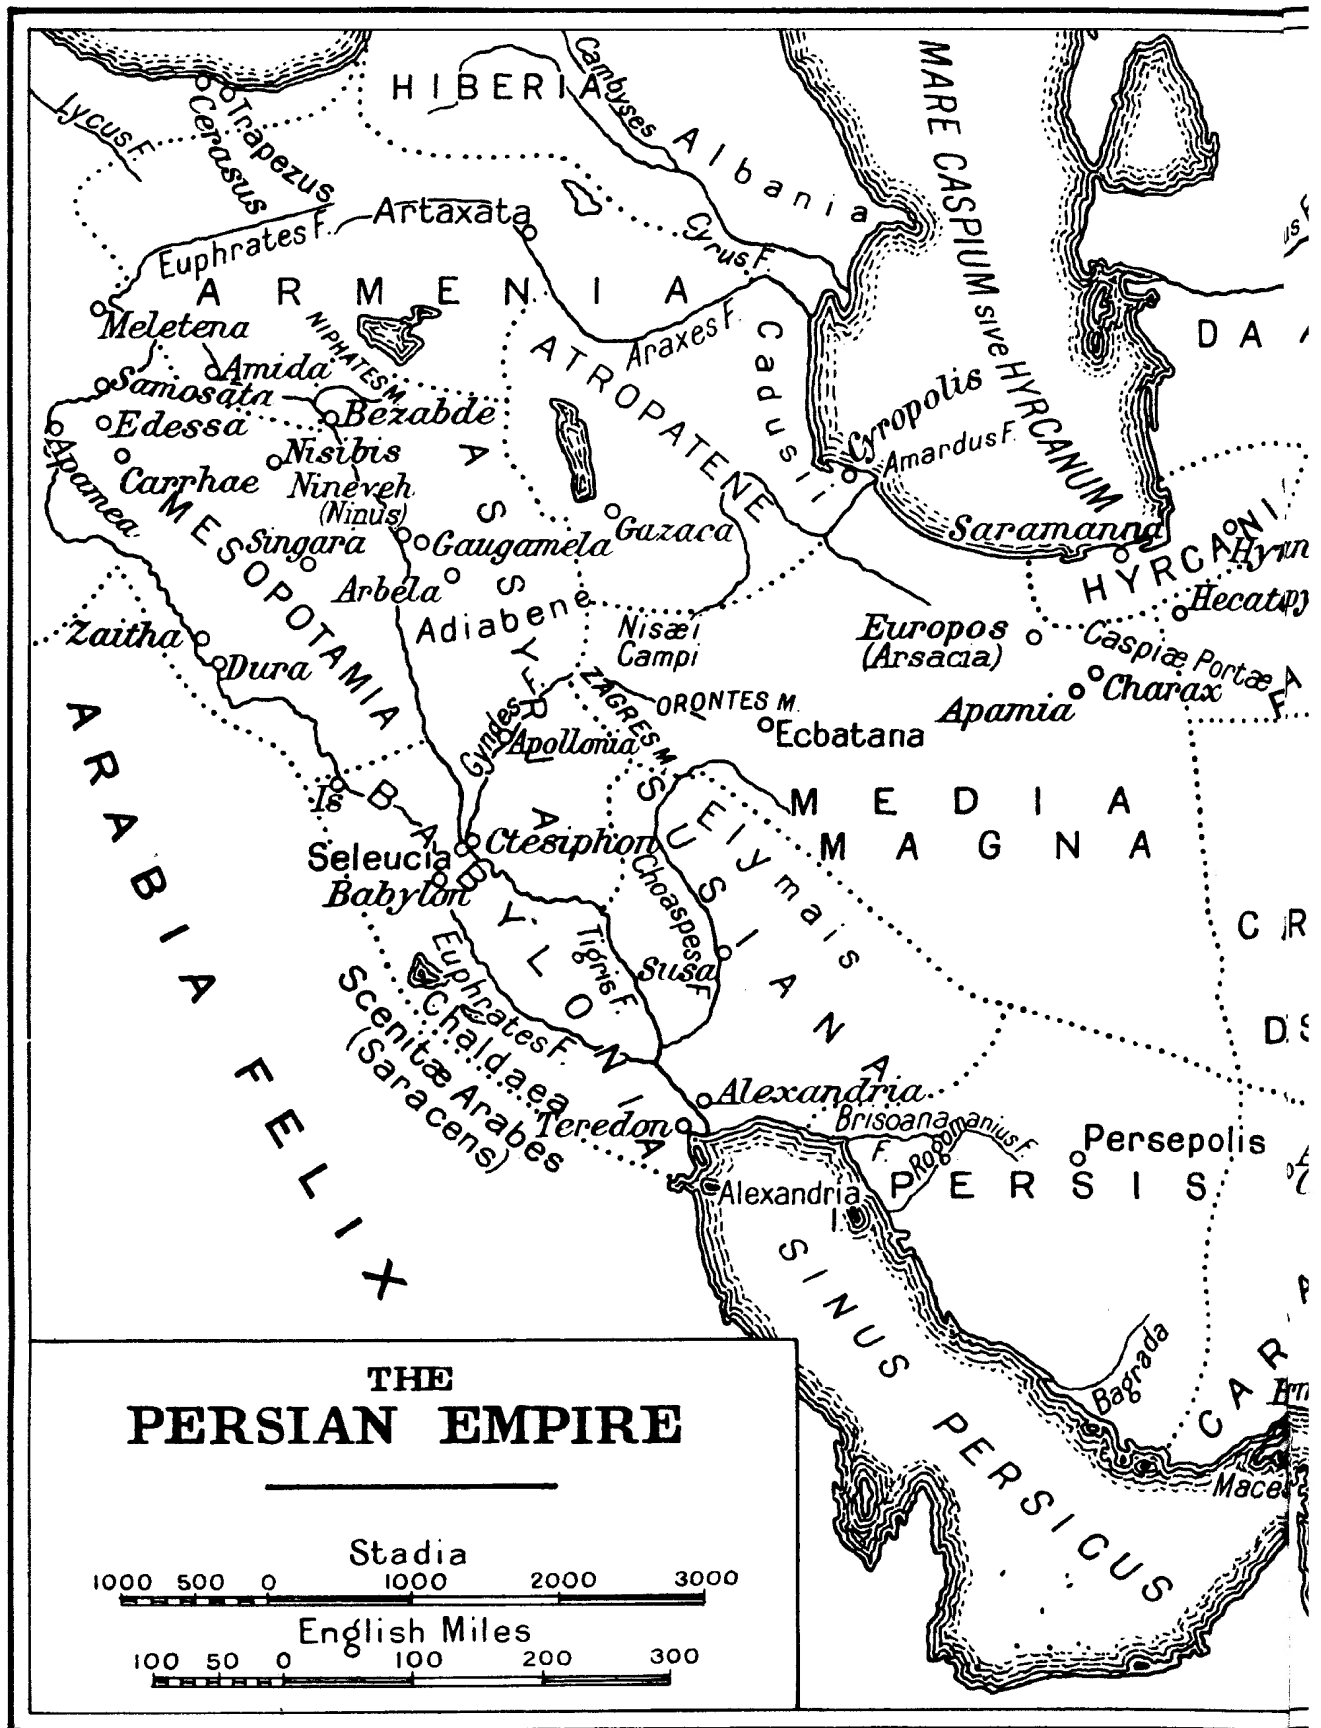 HIBERIA
Cambyses
Albania
MARE CASPIUM sive HYRCANUM
Lycus F.
Cerasus
Trapezus
Euphrates F.
Artaxata
Cyrus F.
ARMENIA
Araxes F.
Cadusii
DA
Meletena
NIPHATES M.
Amida
Samosata
Bezabde
Edessa
Nisibis
Apamea
Carrhae
Nineveh
(Ninus)
ATROPATENE
Cyropolis
Amardus F.
MESOPOTAMIA
Singara
Gaugamela
Gazaca
Saramanna
HYRCANI
Arbela
Adiabene
ASSYRIA
Nisæi
Campi
Europos
(Arsacia)
Caspiæ Portæ
Zaitha
Dura
ZAGRES M.
ORONTES M.
Charax
Apamia
Ecbatana
Gyndes F.
Apollonia
ARABIA FELIX
Is
BABYLONIA
MEDIA
MAGNA
SUSIANA
Elymais
Ctesiphon
Seleucia
Babylon
Choaspes F.
Susa
Tigris F.
Euphrates F.
Chaldaea
Scenitæ Arabes
(Saracens)
Alexandria
Teredon
Brisoana
F.
Rogomanius F.
Persepolis
PERSIS
Alexandria
I.
SINUS PERSICUS
Bagrada
CAR
THE
PERSIAN EMPIRE
Stadia
1000 500 0 1000 2000 3000
English Miles
100 50 0 100 200 300